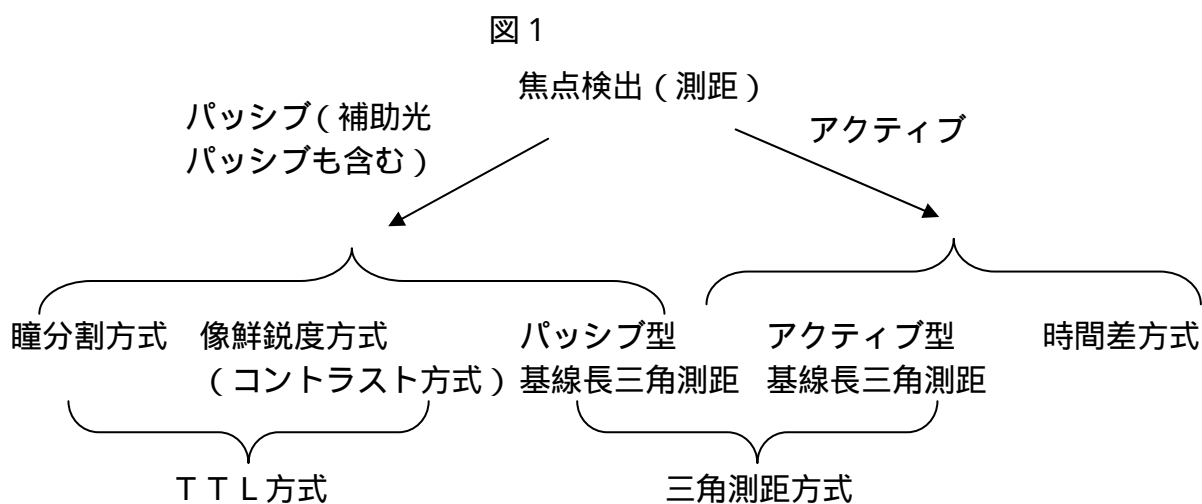 図1
焦点検出(測距)
パッシブ(補助光
パッシブも含む)
アクティブ
瞳分割方式
像鮮鋭度方式
(コントラスト方式)
パッシブ型
基線長三角測距
アクティブ型
基線長三角測距
時間差方式
TTL方式
三角測距方式